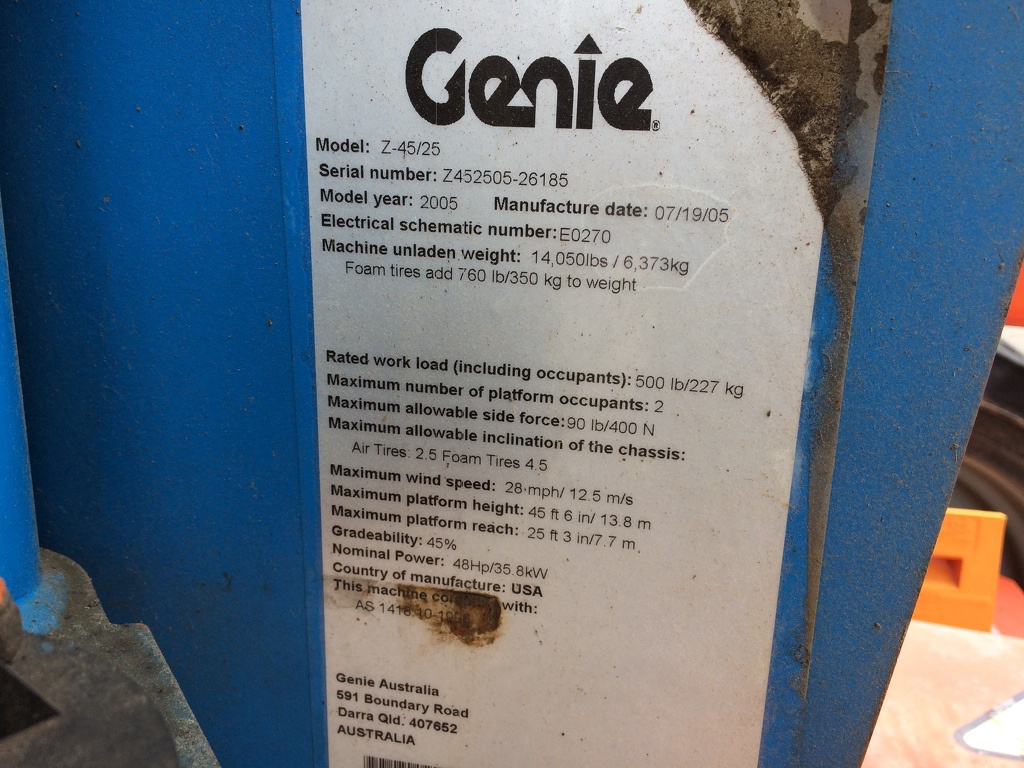 Genie®
Model: Z-45/25
Serial number: Z452505-26185
Model year: 2005 Manufacture date: 07/19/05
Electrical schematic number: E0270
Machine unladen weight: 14,050lbs / 6,373kg
Foam tires add 760 lb/350 kg to weight
Rated work load (including occupants): 500 lb/227 kg
Maximum number of platform occupants: 2
Maximum allowable side force: 90 lb/400 N
Maximum allowable inclination of the chassis:
Air Tires: 2.5 Foam Tires 4.5
Maximum wind speed: 28 mph/ 12.5 m/s
Maximum platform height: 45 ft 6 in/ 13.8 m
Maximum platform reach: 25 ft 3 in/7.7 m
Gradeability: 45%
Nominal Power: 48Hp/35.8kW
Country of manufacture: USA
This machine with:
AS
Genie Australia
591 Boundary Road
Darra Qld. 407652
AUSTRALIA